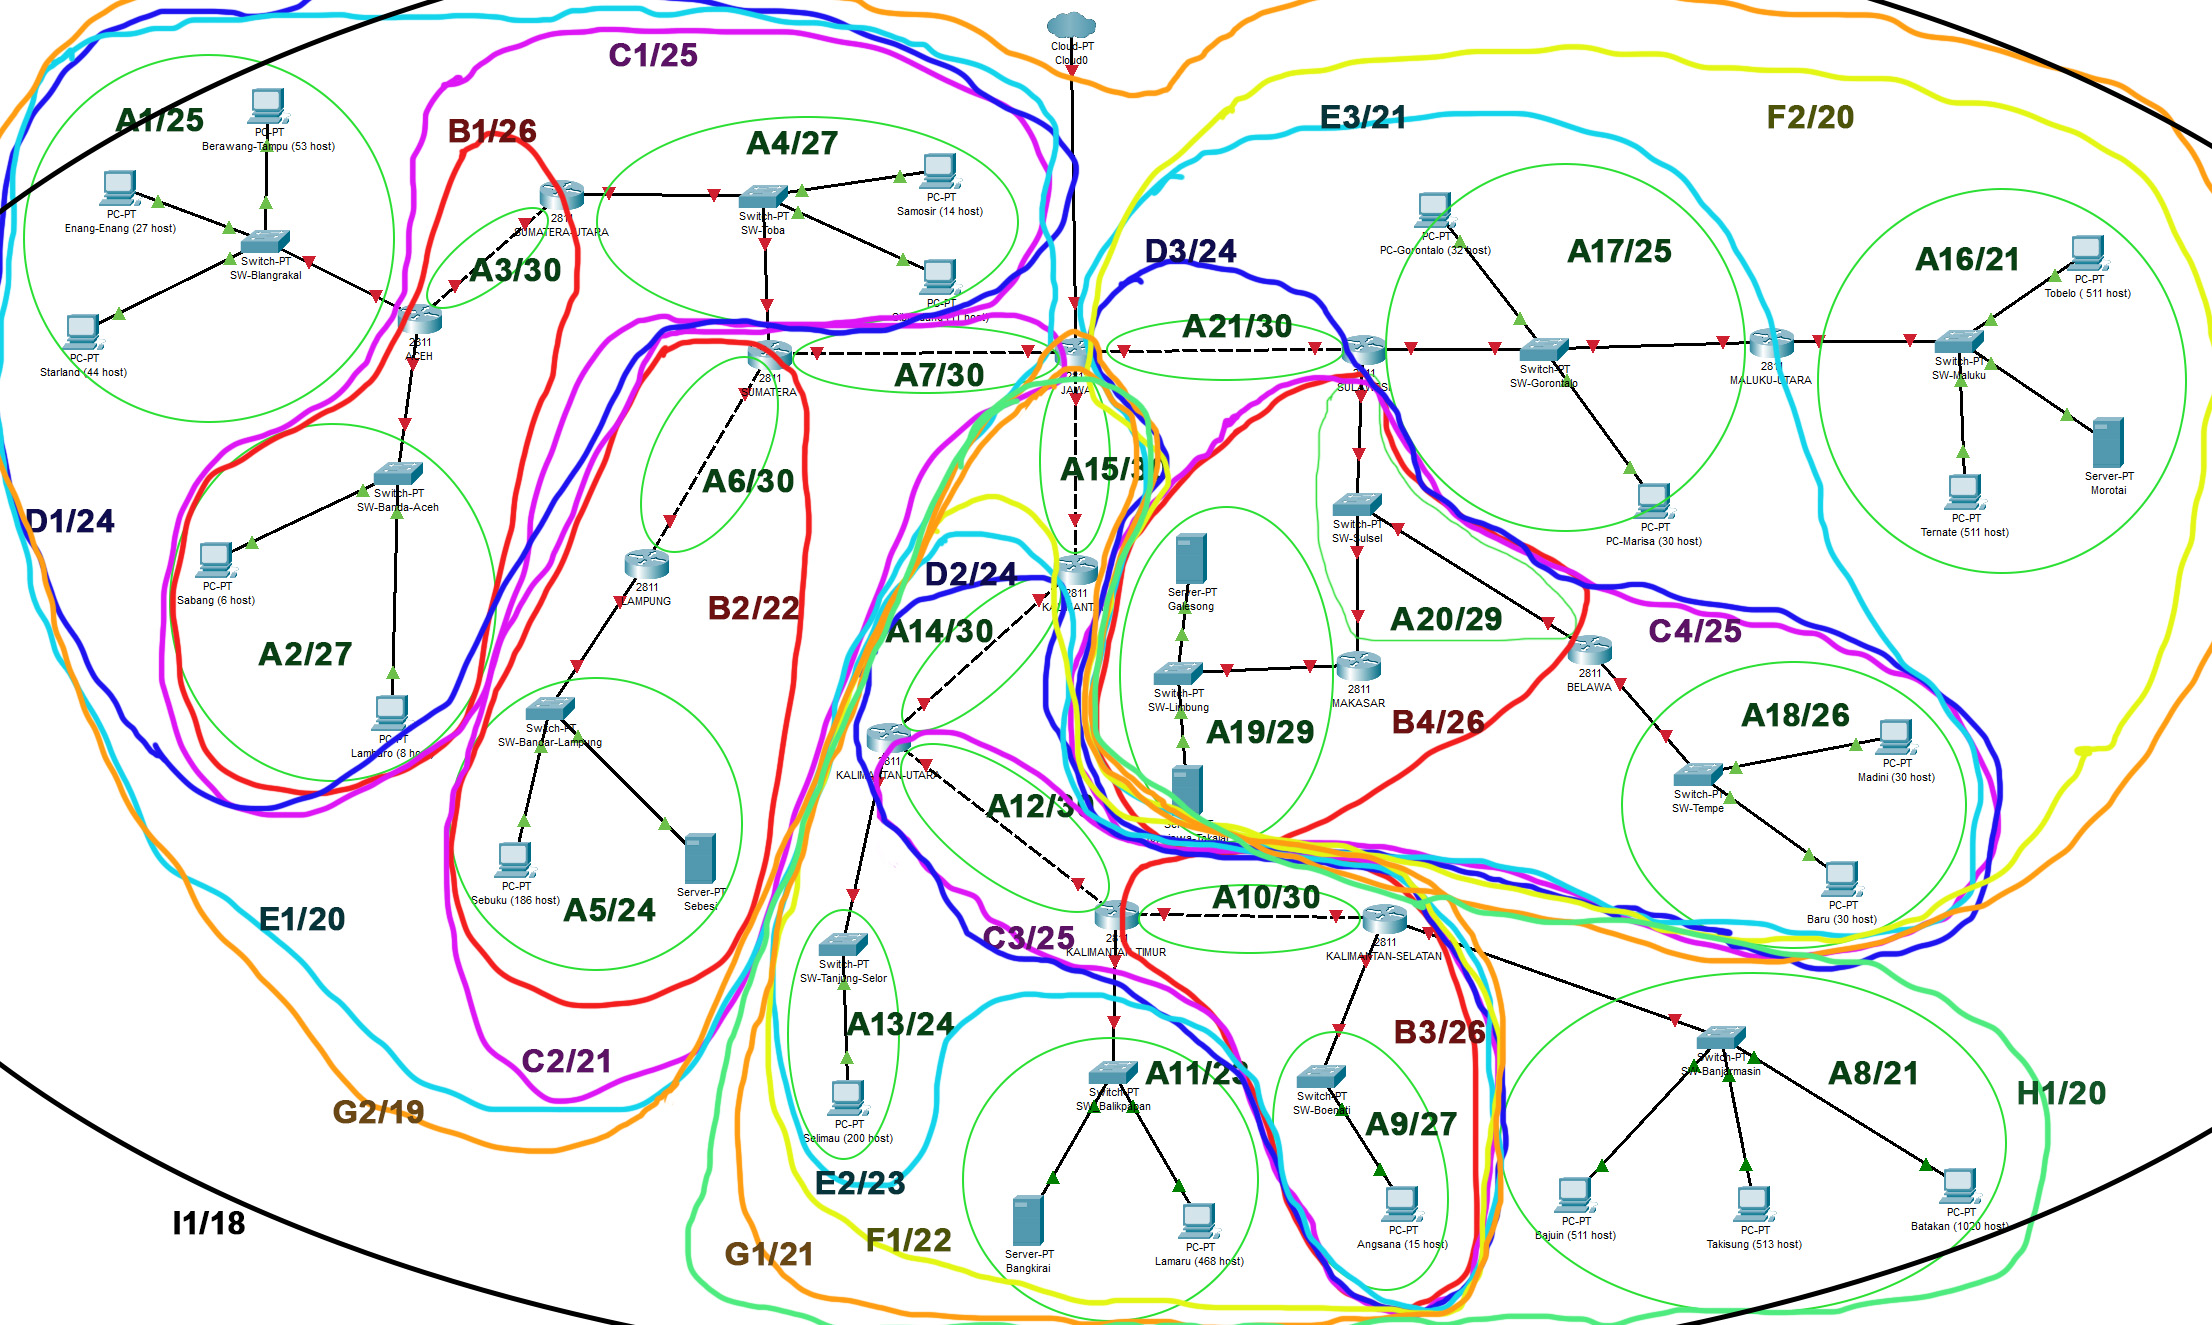 Cloud-PT
Cloud0
C1/25
A1/25
PC-PT
Berawang-Tampu (53 host)
B1/26
A4/27
E3/21
F2/20
PC-PT
Enang-Enang (27 host)
Switch-PT
SW-Blangrakal
PC-PT
Starland (44 host)
2811
SUMATERA-UTARA
A3/30
Switch-PT
SW-Toba
PC-PT
Samosir (14 host)
PC-PT
D3/24
PC-PT
PC-Gorontalo (32 host)
A17/25
A16/21
PC-PT
Tobelo ( 511 host)
2811
ACEH
2811
SUMATERA
A7/30
JAWA
A21/30
Switch-PT
SW-Gorontalo
2811
MALUKU-UTARA
Switch-PT
SW-Maluku
Server-PT
Morotai
PC-PT
Ternate (511 host)
PC-PT
PC-Marisa (30 host)
D1/24
Switch-PT
SW-Banda-Aceh
PC-PT
Sabang (6 host)
A2/27
PC-PT
A6/30
2811
LAMPUNG
B2/22
A15/3
2811
D2/24
A14/30
Switch-PT
SW-Sulsel
Server-PT
Galesong
A20/29
C4/25
Switch-PT
SW-Limbung
2811
MAKASAR
2811
BELAWA
A19/29
B4/26
A18/26
PC-PT
Madini (30 host)
Switch-PT
SW-Tempe
PC-PT
Baru (30 host)
Switch-PT
SW-Bandar-Lampung
PC-PT
Sebuku (186 host)
Server-PT
Sebesi
A5/24
2811
KALIMANTAN-UTARA
A12/30
E1/20
C3/25
2811
KALIMANTAN-TIMUR
A10/30
2811
KALIMANTAN-SELATAN
Switch-PT
SW-Tanjung-Selor
A13/24
PC-PT
Selimau (200 host)
C2/21
G2/19
I1/18
E2/23
G1/21
F1/22
Switch-PT
SW-Balikpapan
A11/23
Server-PT
Bangkirai
PC-PT
Lamaru (468 host)
B3/26
Switch-PT
SW-Boenati
A9/27
PC-PT
Angsana (15 host)
Switch-PT
SW-Banjarmasin
A8/21
H1/20
PC-PT
Bajuin (511 host)
PC-PT
Takisung (513 host)
PC-PT
Batakan (1020 host)